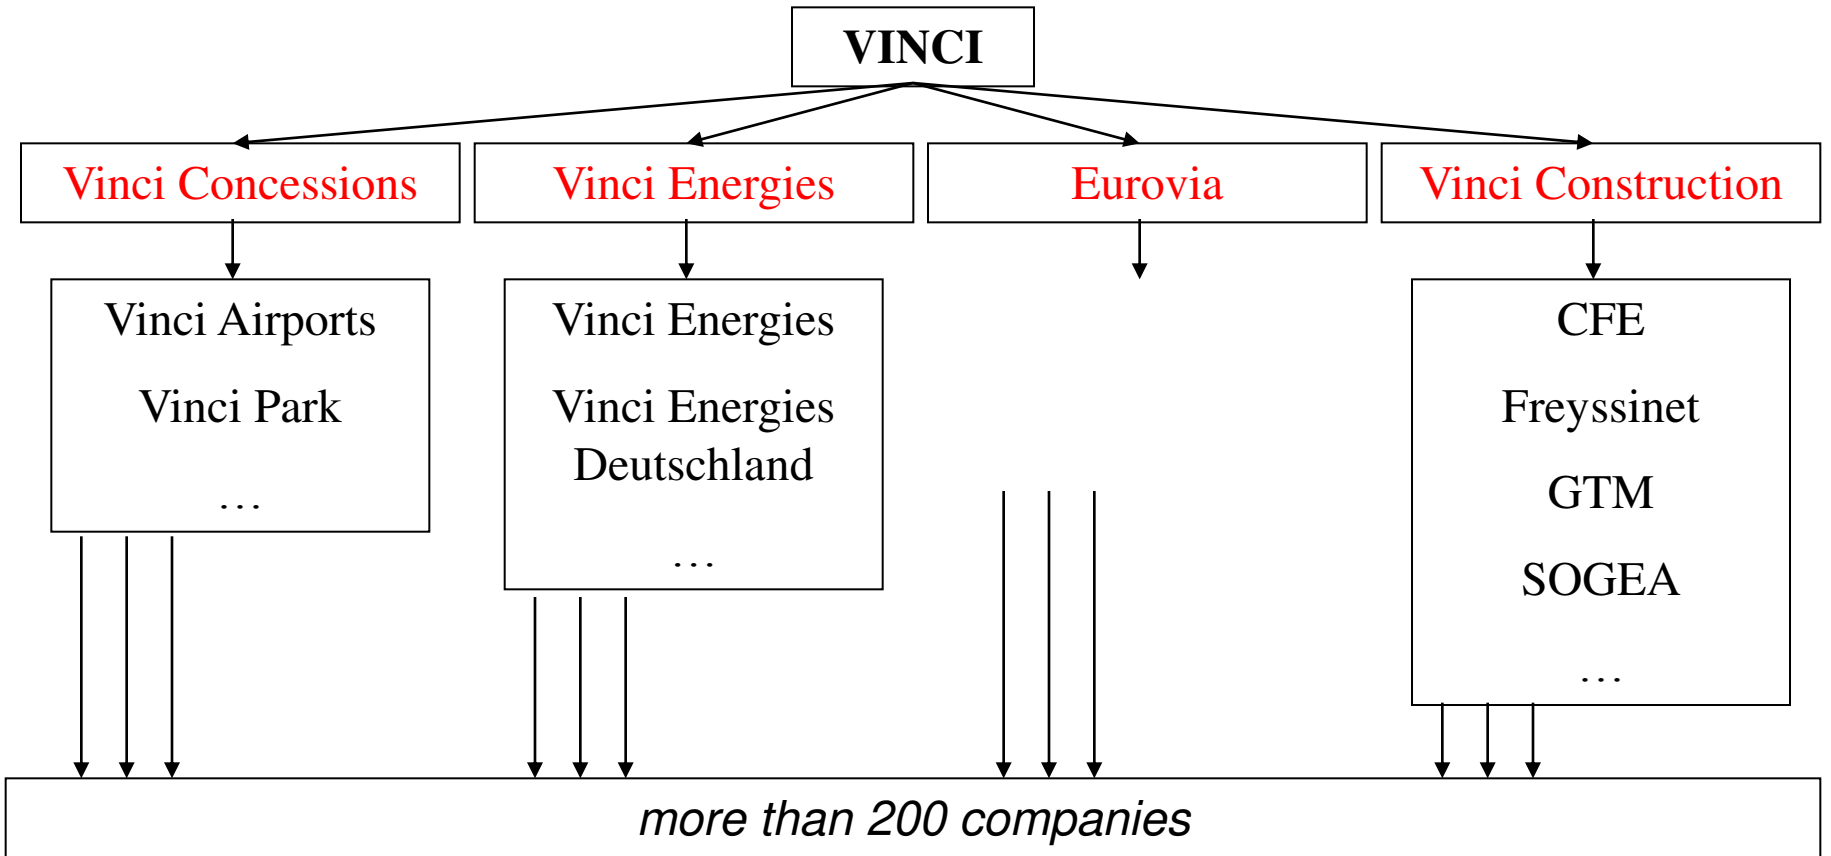 VINCI
Vinci Concessions
Vinci Energies
Eurovia
Vinci Construction
Vinci Airports
Vinci Park
…
Vinci Energies
Vinci Energies
Deutschland
…
CFE
Freyssinet
GTM
SOGEA
…
more than 200 companies